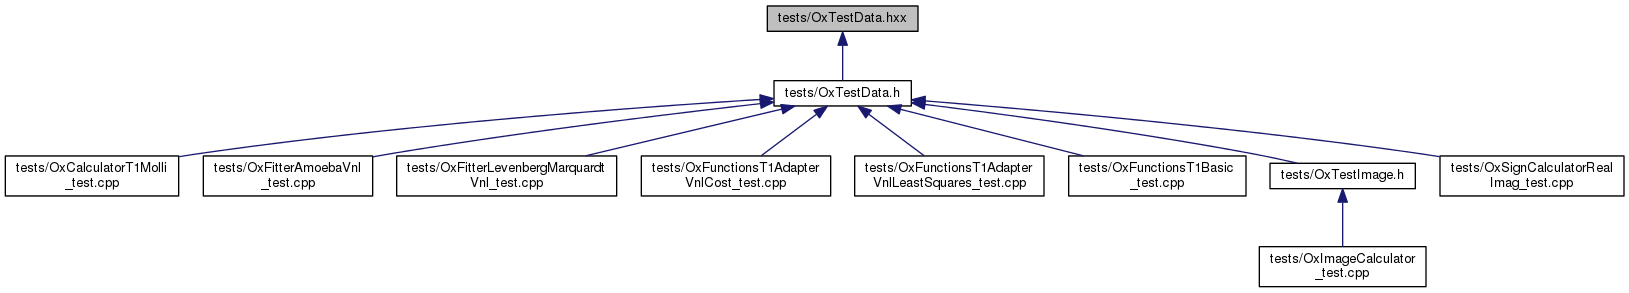 tests/OxTestData.hxx
tests/OxTestData.h
tests/OxCalculatorT1Molli
_test.cpp
tests/OxFitterAmoebaVnl
_test.cpp
tests/OxFitterLevenbergMarquardt
Vnl_test.cpp
tests/OxFunctionsT1Adapter
VnlCost_test.cpp
tests/OxFunctionsT1Adapter
VnlLeastSquares_test.cpp
tests/OxFunctionsT1Basic
_test.cpp
tests/OxTestImage.h
tests/OxSignCalculatorReal
Imag_test.cpp
tests/OxImageCalculator
_test.cpp